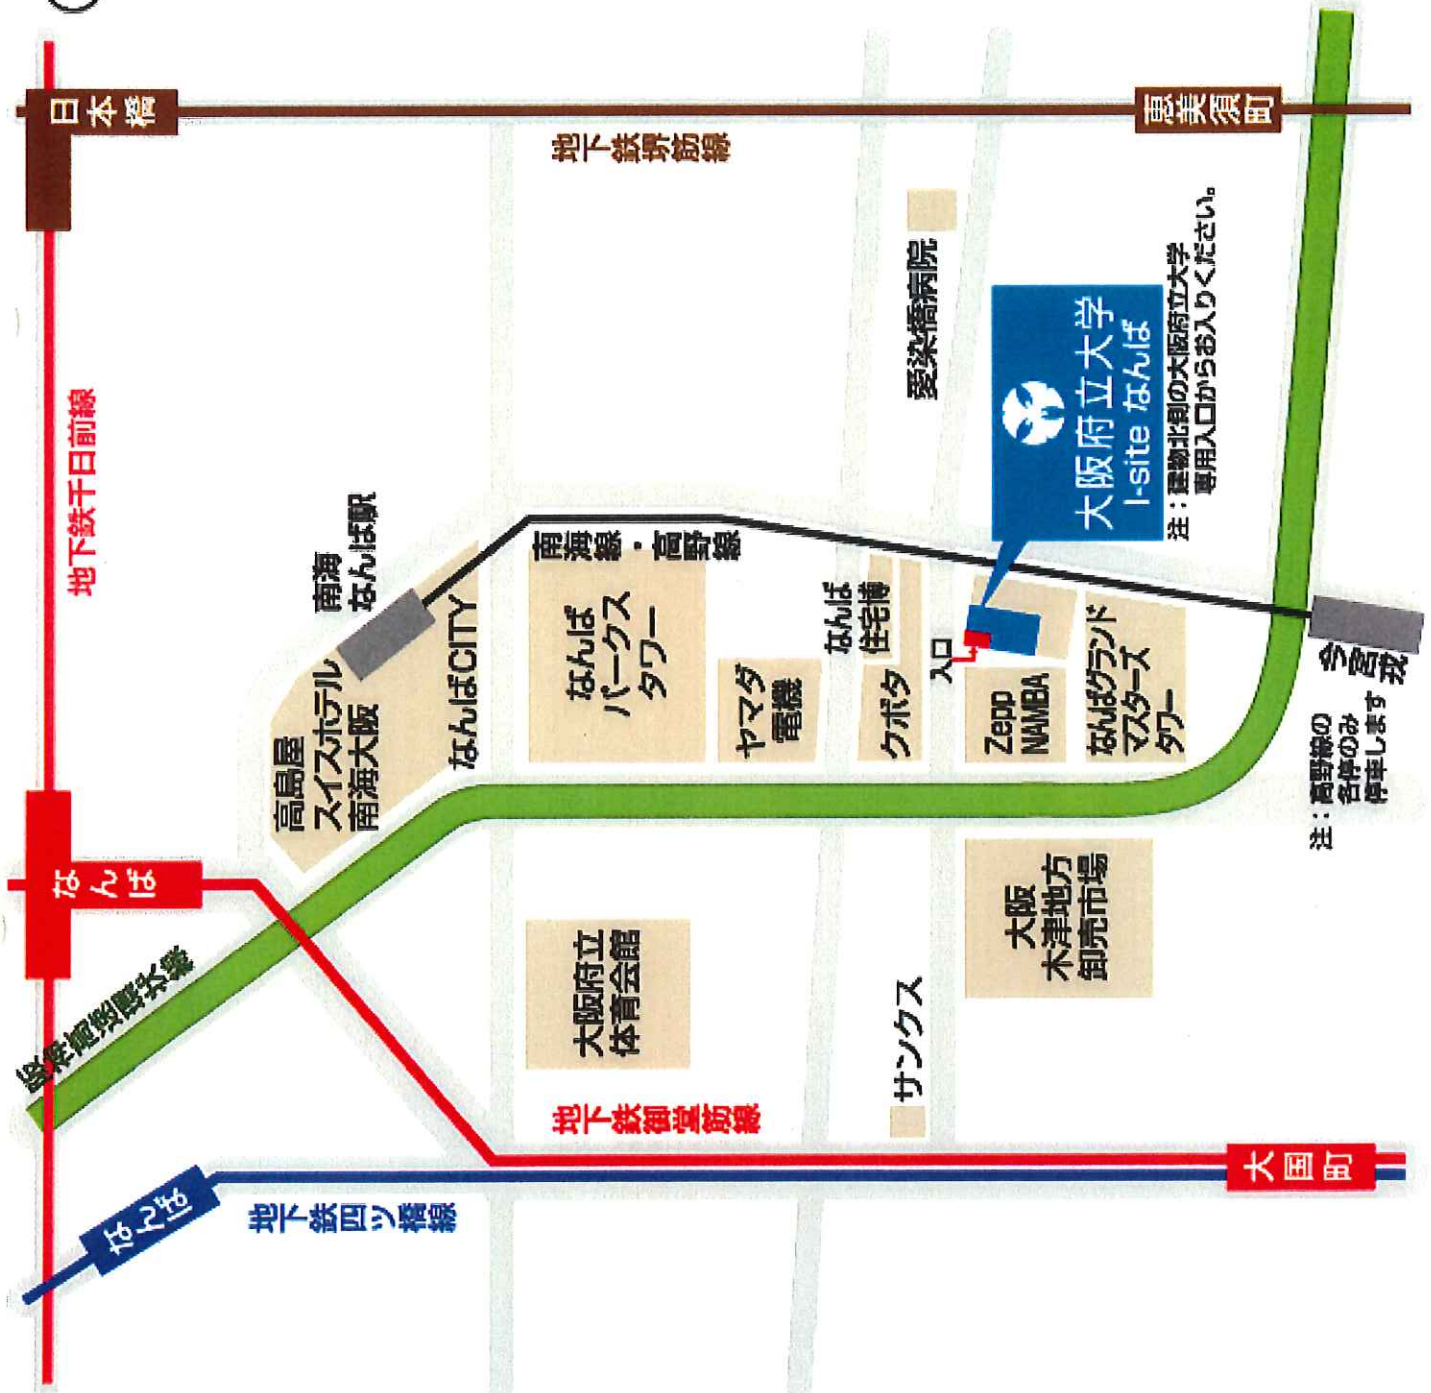 日本橋
地下鉄千日前線
なんば
阪神高速環状線
なんば
地下鉄四ツ橋線
地下鉄堺筋線
恵美須町
南海
なんば駅
高島屋
スイスホテル
南海大阪
なんばCITY
南海線・高野線
なんば
パークス
タワー
ヤマダ
電機
なんば
住宅博
クボタ
愛染橋病院
入口
大阪府立大学
I-site なんば
注：建物北側の大阪府立大学
専用入口からお入りください。
Zepp
NAMBA
なんばグランド
マスターズ
タワー
今宮戎
注：高野線の
各停のみ
停車します
大阪府立
体育会館
大阪
木津地方
卸売市場
サンクス
地下鉄御堂筋線
大国町